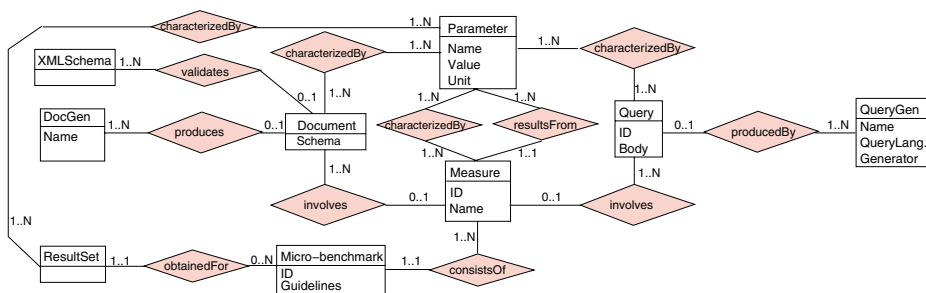 characterizedBy
1..N
Parameter
Name
Value
Unit
1..N
characterizedBy
1..N
1..N
characterizedBy
XMLSchema
1..N
validates
0..1
1..N
1..N
1..N
1..N
DocGen
Name
1..N
produces
0..1
Document
Schema
characterizedBy
resultsFrom
Query
ID
Body
0..1
producedBy
1..N
QueryGen
Name
QueryLang.
Generator
1..N
1..N
1..1
1..N
involves
0..1
Measure
ID
Name
0..1
involves
1..N
1..N
ResultSet
1..1
obtainedFor
0..N
Micro-benchmark
ID
Guidelines
1..1
consistsOf